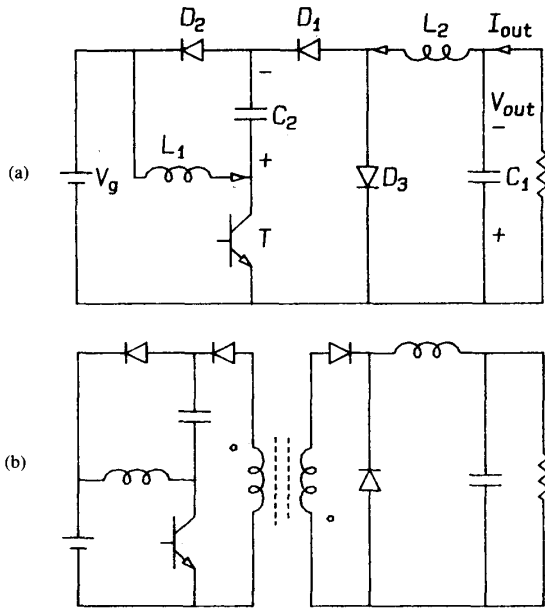 D2
D1
L2
Iout
−
C2
+
L1
Vout
−
(a)
Vg
D3
C1
T
+
(b)